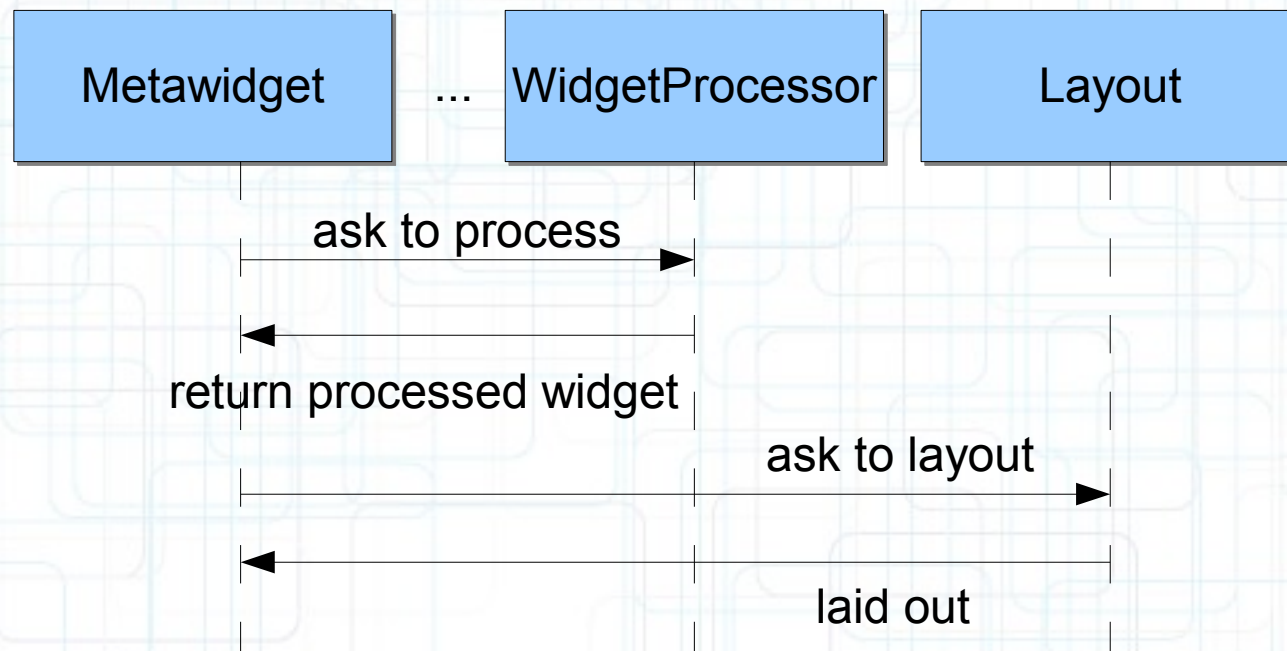 Metawidget ... WidgetProcessor Layout
ask to process
return processed widget
ask to layout
laid out